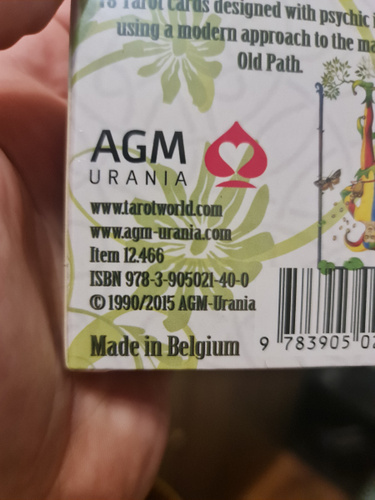 Tarot Cards designed with psychic
using a modern approach to the
Old Path.
AGM
URANIA
www.tarotworld.com
www.agm-urania.com
Item 12.466
ISBN 978-3-905021-40-0
© 1990/2015 AGM-Urania
Made in Belgium
9 783905 02